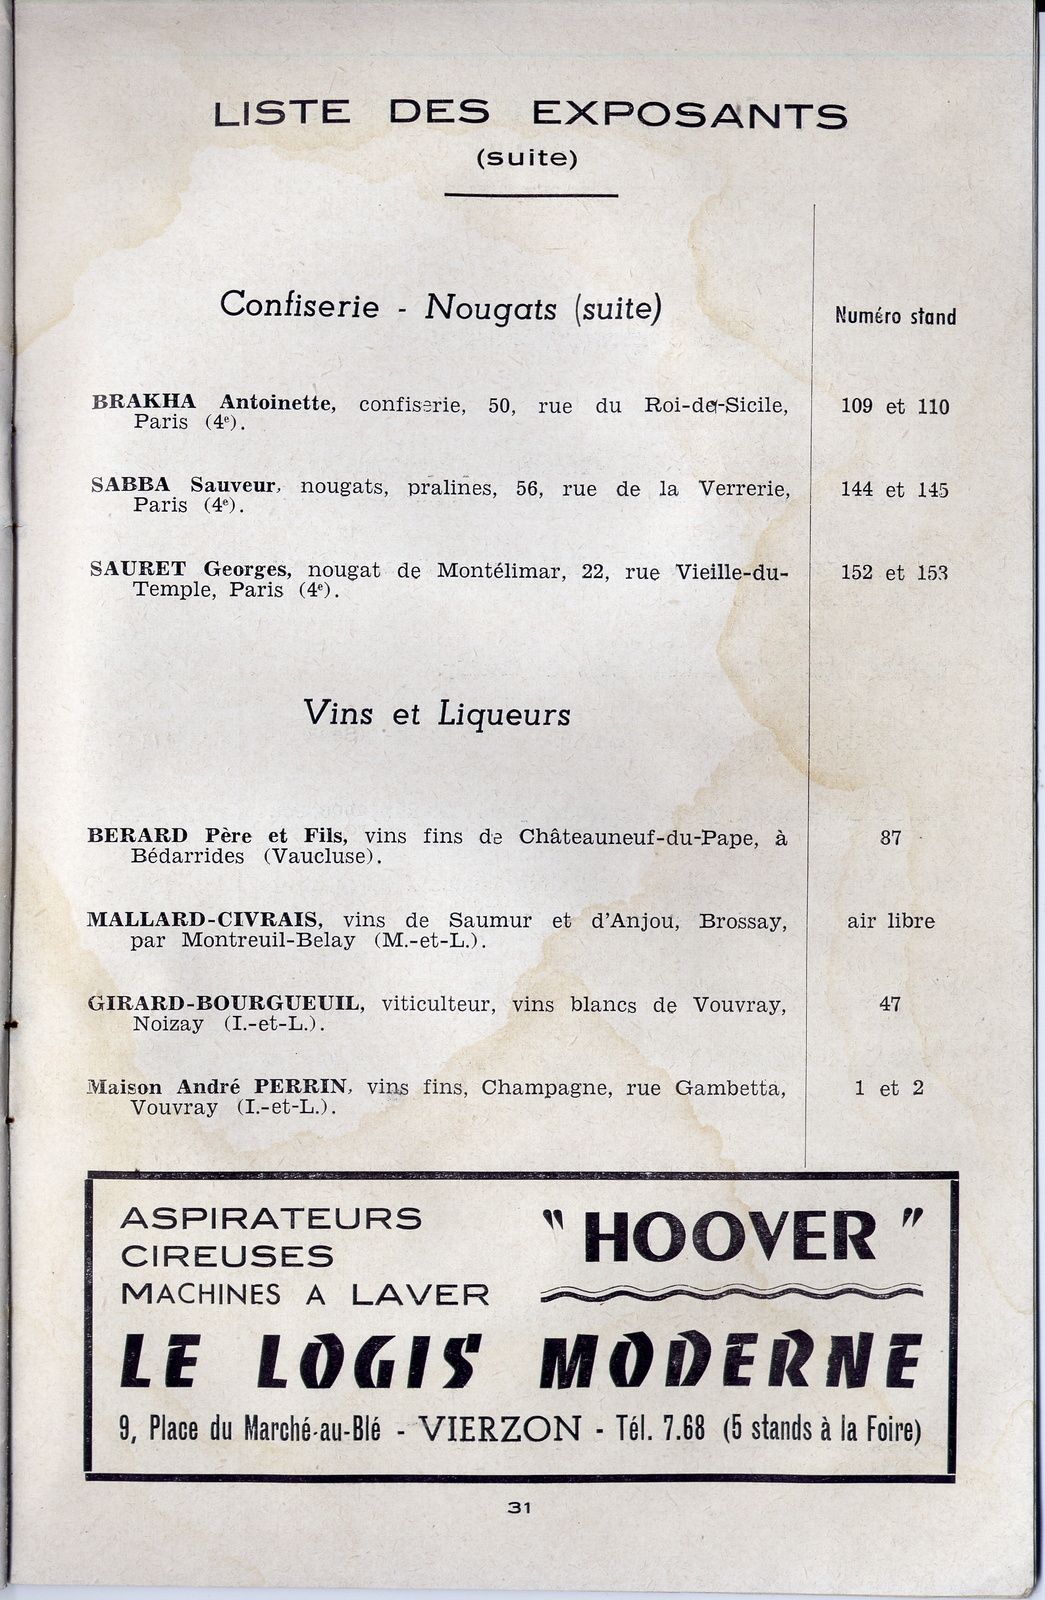 LISTE DES EXPOSANTS
(suite)
Confiserie - Nougats (suite)
Numéro stand
BRAKHA Antoinette, confiserie, 50, rue du Roi-de-Sicile, 109 et 110
Paris (4e).
SABBA Sauveur, nougats, pralines, 56, rue de la Verrerie, 144 et 145
Paris (4e).
SAURET Georges, nougat de Montélimar, 22, rue Vieille-du- 152 et 153
Temple, Paris (4e).
Vins et Liqueurs
BERARD Père et Fils, vins fins de Châteauneuf-du-Pape, à 87
Bédarrides (Vaucluse).
MALLARD-CIVRAIS, vins de Saumur et d'Anjou, Brossay, air libre
par Montreuil-Belay (M.-et-L.).
GIRARD-BOURGUEUIL, viticulteur, vins blancs de Vouvray, 47
Noizay (I.-et-L.).
Maison André PERRIN, vins fins, Champagne, rue Gambetta, 1 et 2
Vouvray (I.-et-L.).
ASPIRATEURS
CIREUSES
MACHINES A LAVER
" HOOVER "
LE LOGIS MODERNE
9, Place du Marché-au-Blé - VIERZON - Tél. 7.68 (5 stands à la Foire)
31